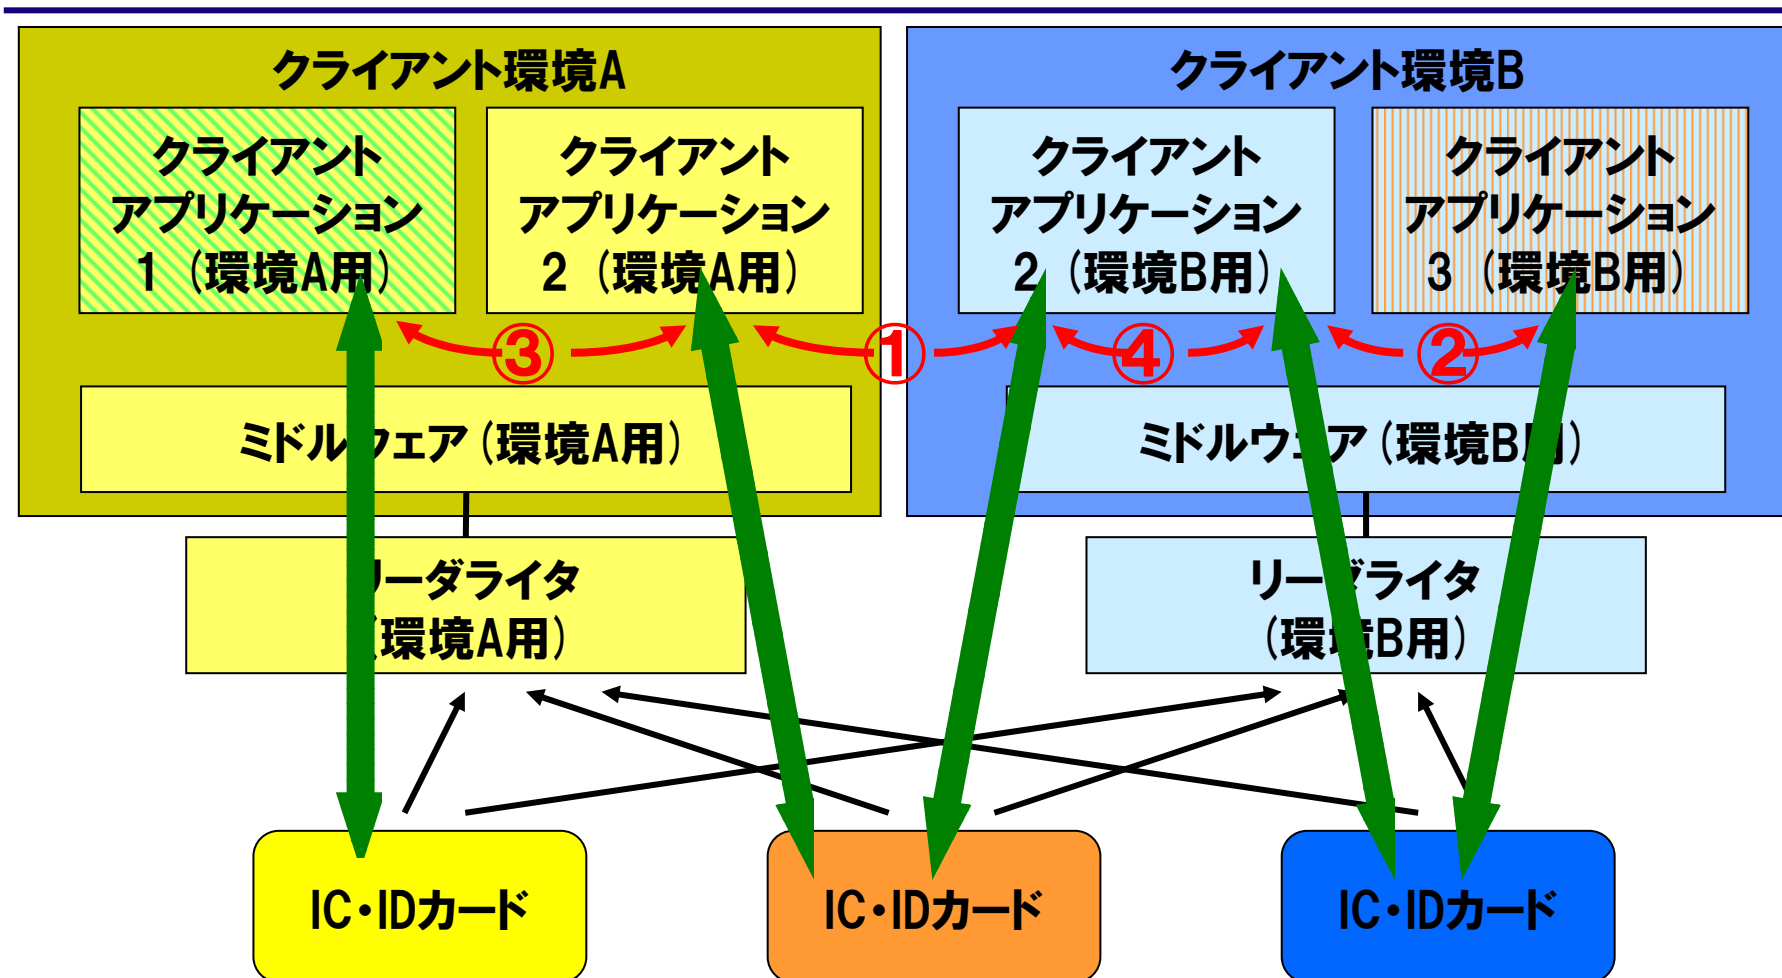 クライアント環境A
クライアント
アプリケーション
1 (環境A用)
クライアント
アプリケーション
2 (環境A用)
クライアント環境B
クライアント
アプリケーション
2 (環境B用)
クライアント
アプリケーション
3 (環境B用)
③
①
④
②
ミドルウェア (環境A用)
ミドルウェア (環境B用)
リーダライタ
(環境A用)
リーダライタ
(環境B用)
IC・IDカード
IC・IDカード
IC・IDカード